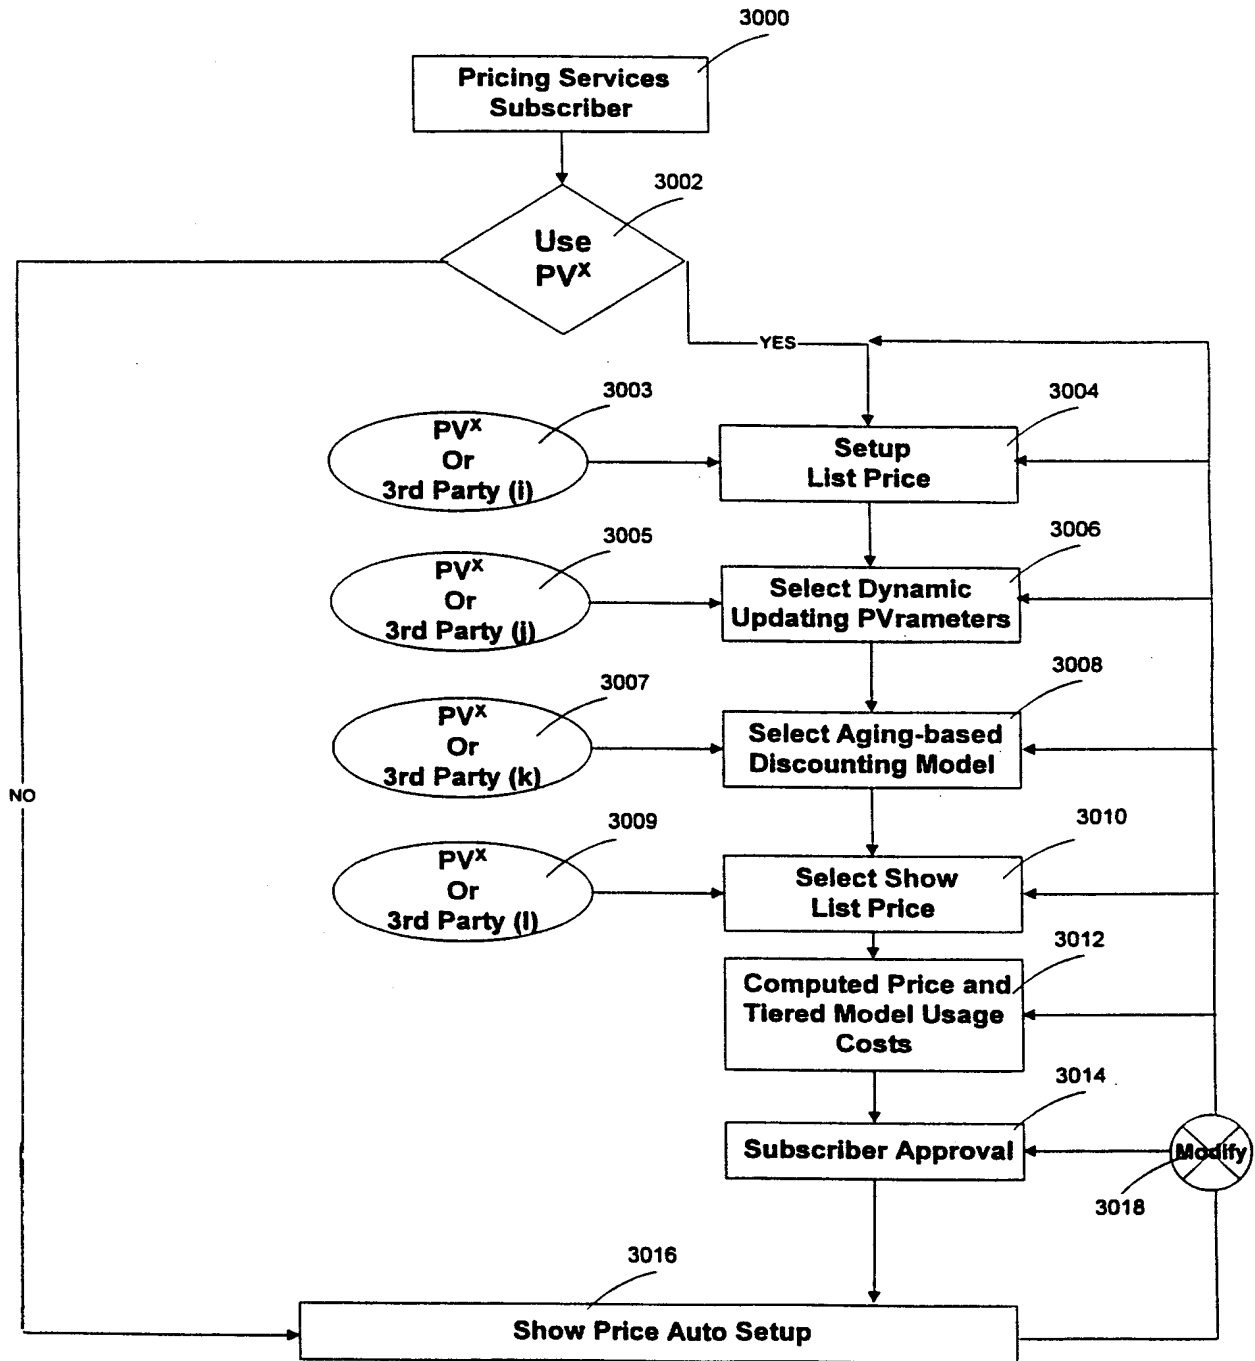 3000
Pricing Services
Subscriber
3002
Use
PVˣ
YES
3003
PVˣ
Or
3rd Party (i)
3004
Setup
List Price
3005
PVˣ
Or
3rd Party (j)
3006
Select Dynamic
Updating PVrameters
3007
PVˣ
Or
3rd Party (k)
3008
Select Aging-based
Discounting Model
NO
3009
PVˣ
Or
3rd Party (l)
3010
Select Show
List Price
3012
Computed Price and
Tiered Model Usage
Costs
3014
Subscriber Approval
Modify
3018
3016
Show Price Auto Setup